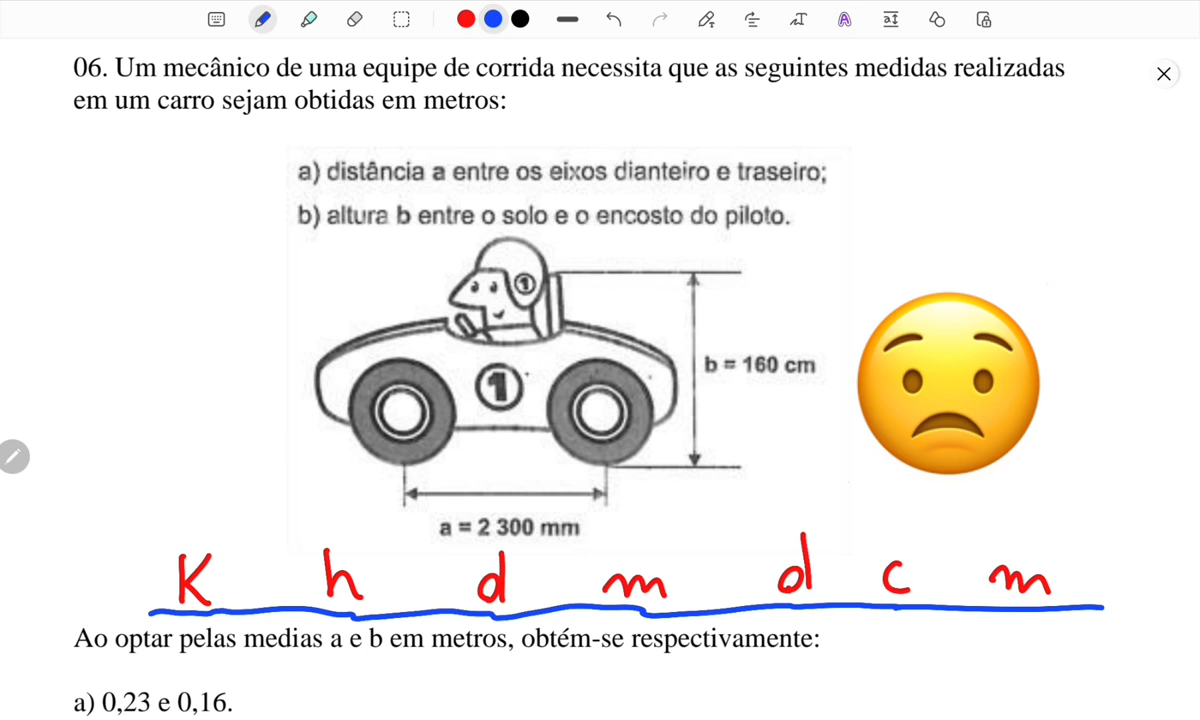 06. Um mecânico de uma equipe de corrida necessita que as seguintes medidas realizadas
em um carro sejam obtidas em metros:
a) distância a entre os eixos dianteiro e traseiro;
b) altura b entre o solo e o encosto do piloto.
1
b = 160 cm
1
a = 2 300 mm
K h d m d c m
Ao optar pelas medias a e b em metros, obtém-se respectivamente:
a) 0,23 e 0,16.